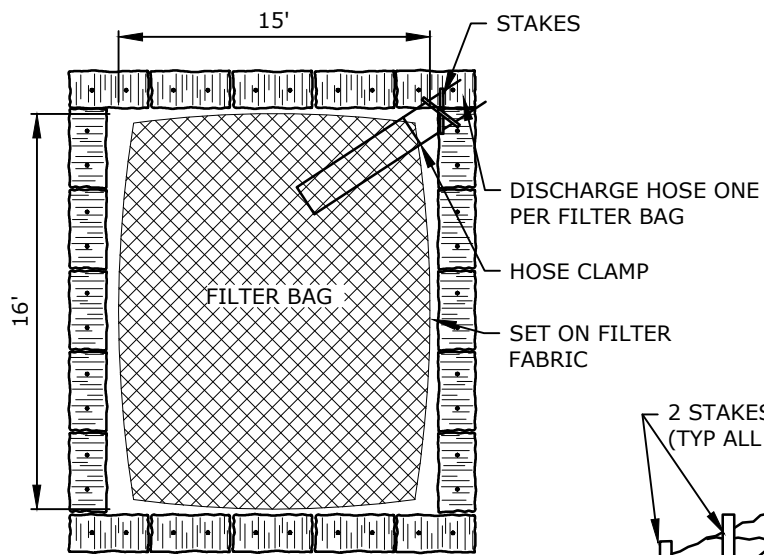 15'
STAKES
DISCHARGE HOSE ONE
PER FILTER BAG
HOSE CLAMP
16'
FILTER BAG
SET ON FILTER
FABRIC
2 STAKES
(TYP ALL